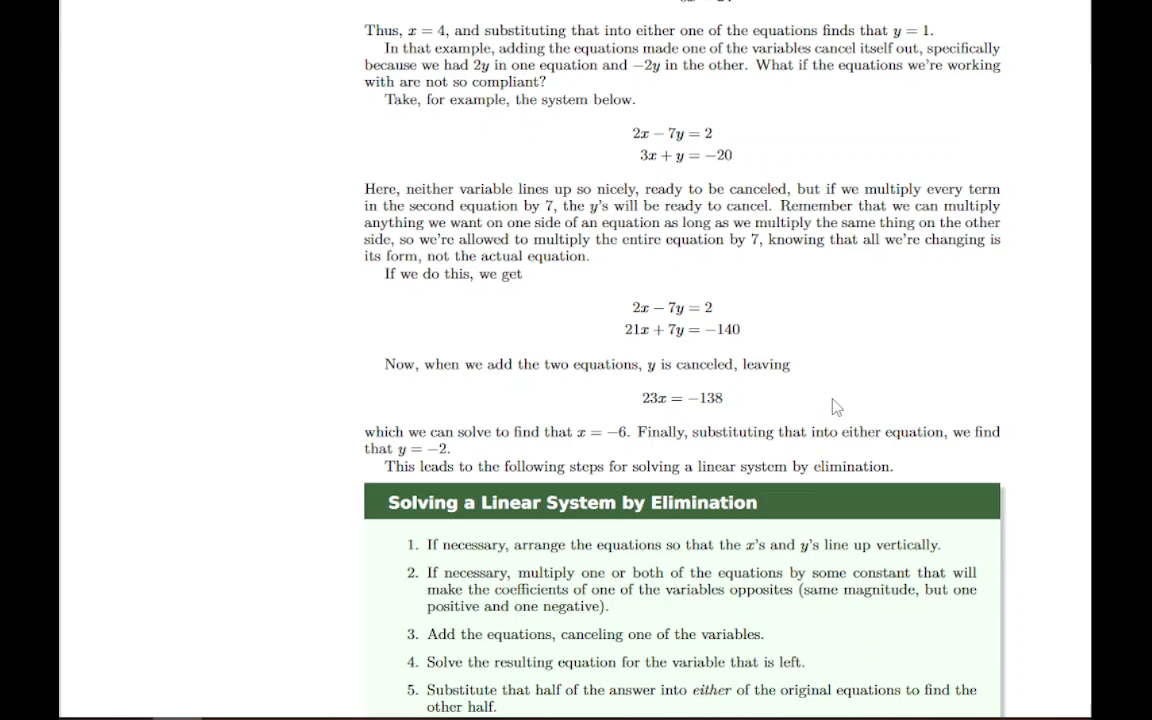 Thus, x = 4, and substituting that into either one of the equations finds that y = 1.
In that example, adding the equations made one of the variables cancel itself out, specifically
because we had 2y in one equation and −2y in the other. What if the equations we're working
with are not so compliant?
Take, for example, the system below.
2x − 7y = 2
3x + y = −20
Here, neither variable lines up so nicely, ready to be canceled, but if we multiply every term
in the second equation by 7, the y's will be ready to cancel. Remember that we can multiply
anything we want on one side of an equation as long as we multiply the same thing on the other
side, so we're allowed to multiply the entire equation by 7, knowing that all we're changing is
its form, not the actual equation.
If we do this, we get
2x − 7y = 2
21x + 7y = −140
Now, when we add the two equations, y is canceled, leaving
23x = −138
which we can solve to find that x = −6. Finally, substituting that into either equation, we find
that y = −2.
This leads to the following steps for solving a linear system by elimination.
Solving a Linear System by Elimination
1. If necessary, arrange the equations so that the x's and y's line up vertically.
2. If necessary, multiply one or both of the equations by some constant that will
make the coefficients of one of the variables opposites (same magnitude, but one
positive and one negative).
3. Add the equations, canceling one of the variables.
4. Solve the resulting equation for the variable that is left.
5. Substitute that half of the answer into either of the original equations to find the
other half.